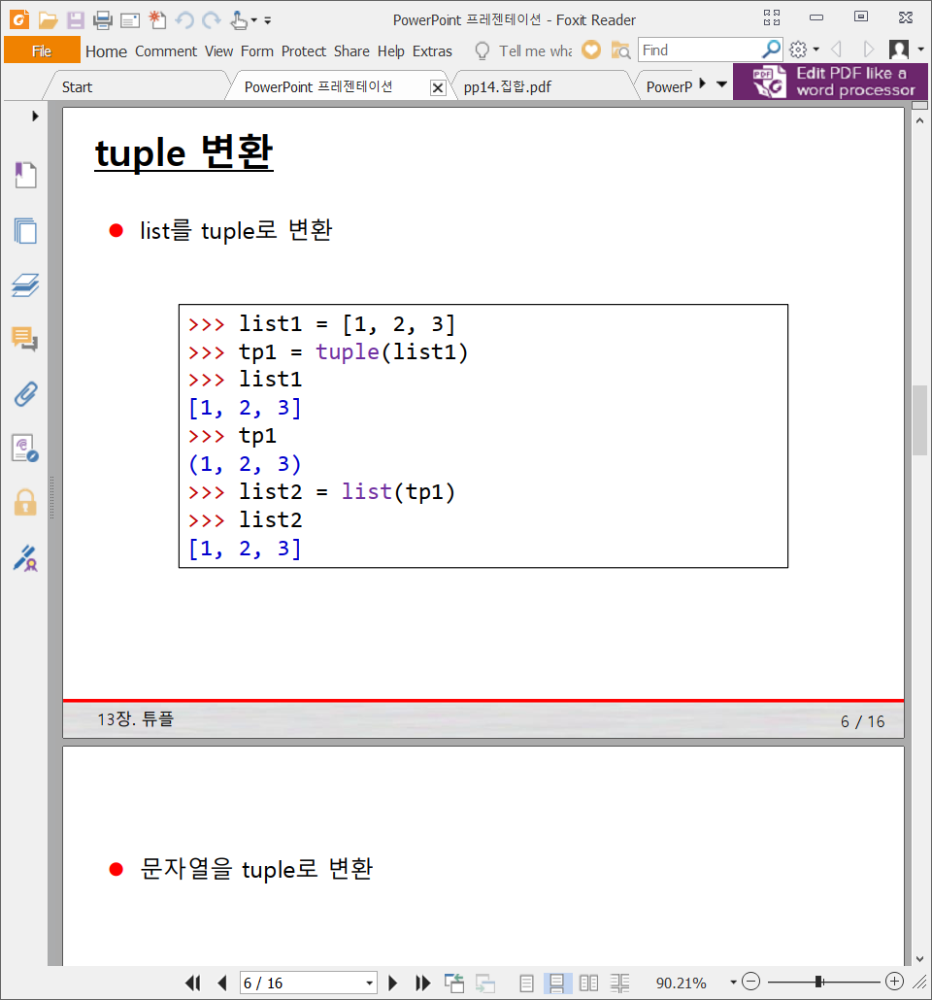 PowerPoint 프레젠테이션 - Foxit Reader
File Home Comment View Form Protect Share Help Extras Tell me wha Find
Start PowerPoint 프레젠테이션 pp14.집합.pdf PowerP
Edit PDF like a
word processor
tuple 변환
list를 tuple로 변환
>>> list1 = [1, 2, 3]
>>> tp1 = tuple(list1)
>>> list1
[1, 2, 3]
>>> tp1
(1, 2, 3)
>>> list2 = list(tp1)
>>> list2
[1, 2, 3]
13장. 튜플
6 / 16
문자열을 tuple로 변환
6 / 16
90.21%